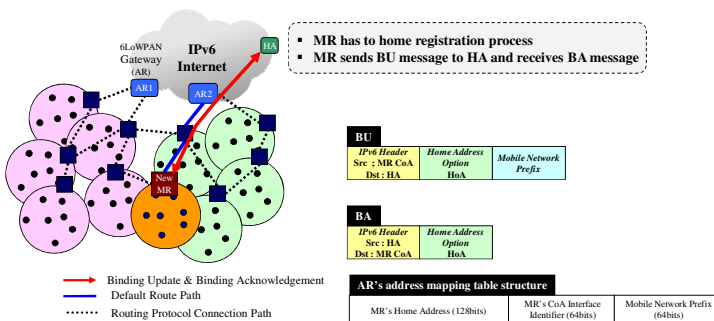 6LoWPAN
Gateway
(AR)
IPv6
Internet
HA
AR1
AR2
New
MR
▪ MR has to home registration process
▪ MR sends BU message to HA and receives BA message
BU
IPv6 Header
Src : MR CoA
Dst : HA
Home Address
Option
HoA
Mobile Network
Prefix
BA
IPv6 Header
Src : HA
Dst : MR CoA
Home Address
Option
HoA
Binding Update & Binding Acknowledgement
Default Route Path
Routing Protocol Connection Path
AR's address mapping table structure
MR's Home Address (128bits)
MR's CoA Interface
Identifier (64bits)
Mobile Network Prefix
(64bits)